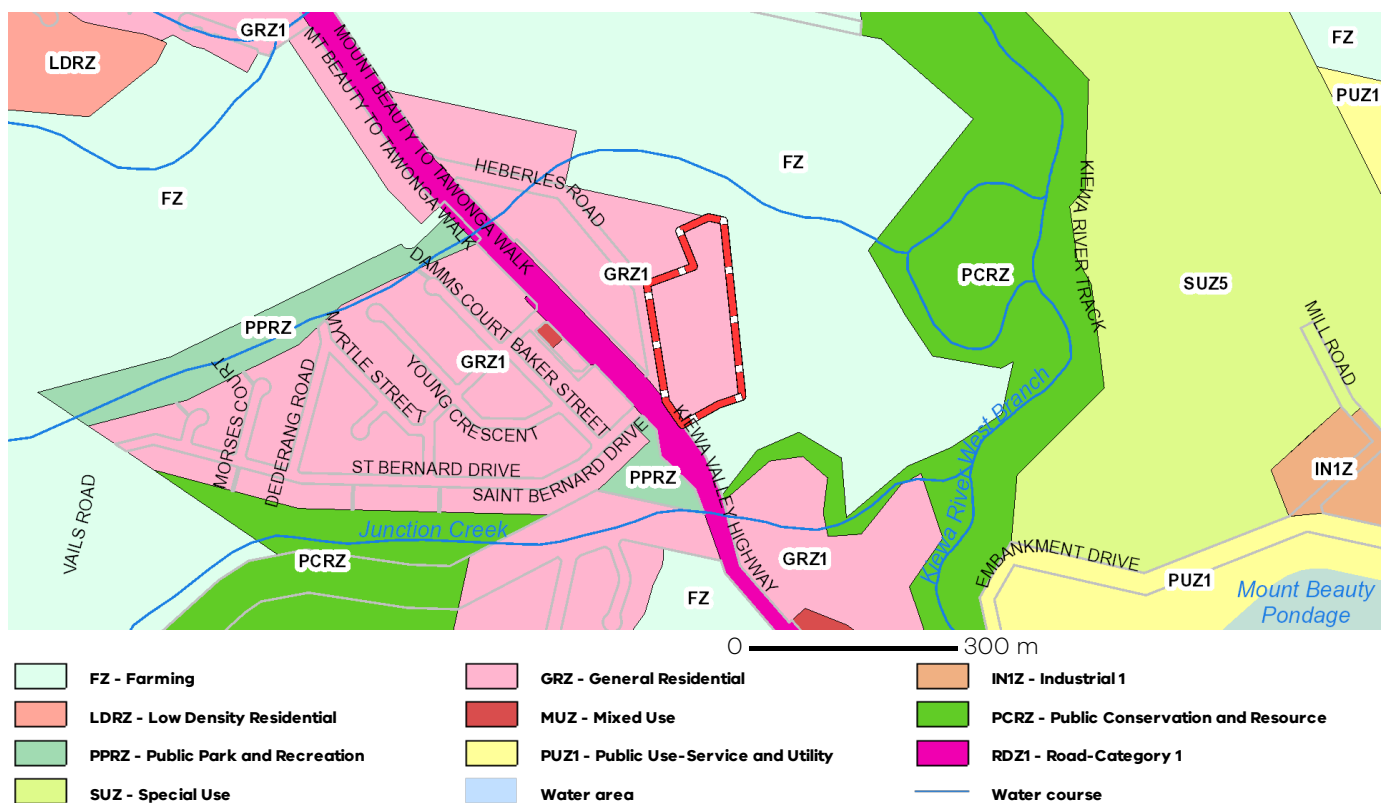 GRZ1
FZ
LDRZ
PUZ1
MOUNT BEAUTY TO TAWONGA WALK
MT BEAUTY TO TAWONGA WALK
FZ
HEBERLES ROAD
FZ
KIEWA RIVER TRACK
GRZ1
PCRZ
SUZ5
DAMMS COURT
BAKER STREET
PPRZ
MYRTLE STREET
GRZ1
YOUNG CRESCENT
MILL ROAD
MORSES COURT
DEDERANG ROAD
KIEWA VALLEY HIGHWAY
Kiewa River West Branch
ST BERNARD DRIVE
SAINT BERNARD DRIVE
PPRZ
IN1Z
VAILS ROAD
Junction Creek
PCRZ
GRZ1
EMBANKMENT DRIVE
PUZ1
FZ
Mount Beauty
Pondage
0 300 m
FZ - Farming
GRZ - General Residential
IN1Z - Industrial 1
LDRZ - Low Density Residential
MUZ - Mixed Use
PCRZ - Public Conservation and Resource
PPRZ - Public Park and Recreation
PUZ1 - Public Use-Service and Utility
RDZ1 - Road-Category 1
SUZ - Special Use
Water area
Water course